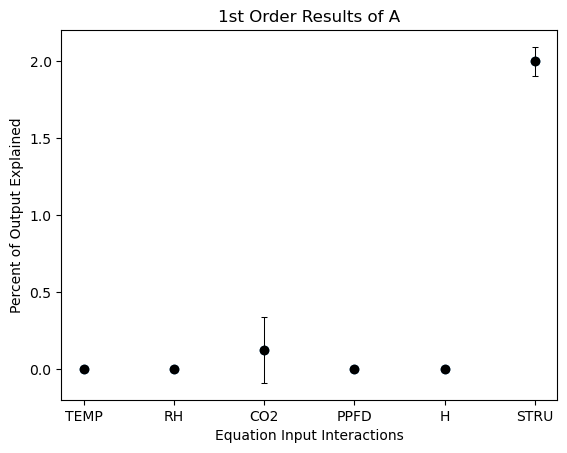 1st Order Results of A
Percent of Output Explained
2.0
1.5
1.0
0.5
0.0
TEMP RH CO2 PPFD H STRU
Equation Input Interactions